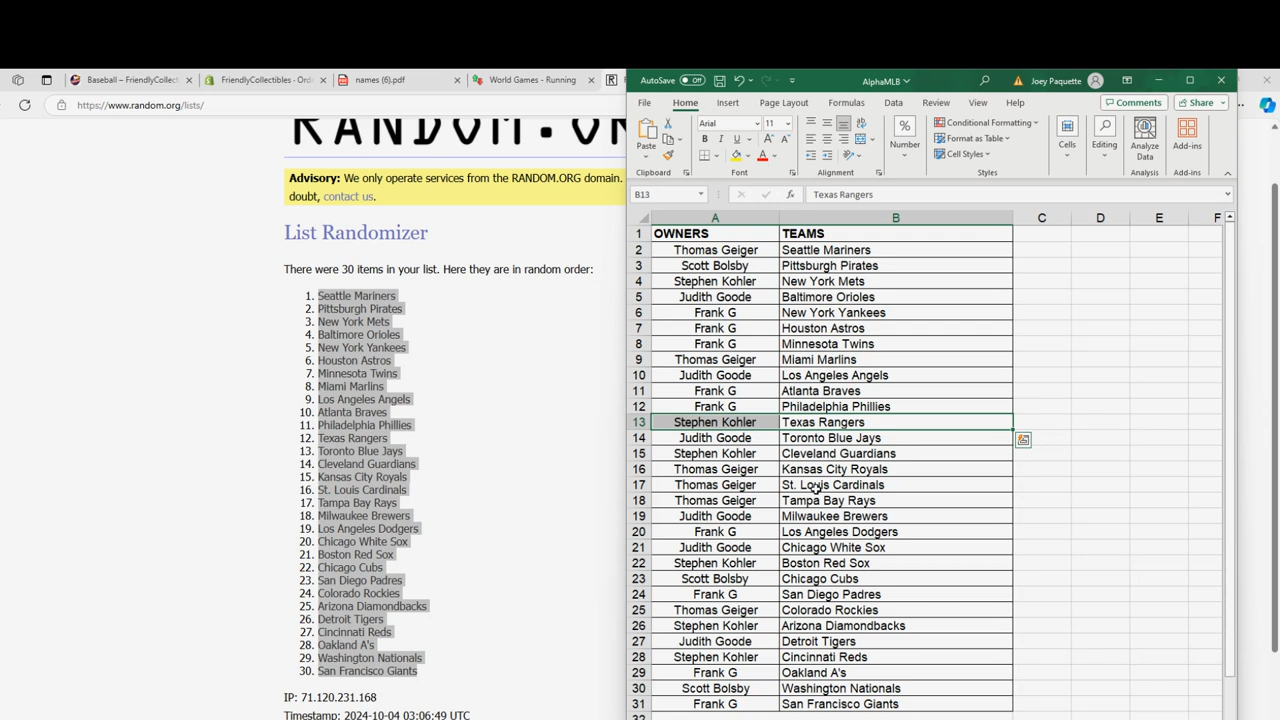 Baseball – FriendlyCollect
FriendlyCollectibles - Ord
names (6).pdf
World Games - Running
https://www.random.org/lists/
RANDOM.OR
Advisory: We only operate services from the RANDOM.ORG domain.
doubt, contact us.
List Randomizer
There were 30 items in your list. Here they are in random order:
1. Seattle Mariners
2. Pittsburgh Pirates
3. New York Mets
4. Baltimore Orioles
5. New York Yankees
6. Houston Astros
7. Minnesota Twins
8. Miami Marlins
9. Los Angeles Angels
10. Atlanta Braves
11. Philadelphia Phillies
12. Texas Rangers
13. Toronto Blue Jays
14. Cleveland Guardians
15. Kansas City Royals
16. St. Louis Cardinals
17. Tampa Bay Rays
18. Milwaukee Brewers
19. Los Angeles Dodgers
20. Chicago White Sox
21. Boston Red Sox
22. Chicago Cubs
23. San Diego Padres
24. Colorado Rockies
25. Arizona Diamondbacks
26. Detroit Tigers
27. Cincinnati Reds
28. Oakland A's
29. Washington Nationals
30. San Francisco Giants
IP: 71.120.231.168
Timestamp: 2024-10-04 03:06:49 UTC
AutoSave Off AlphaMLB Joey Paquette
File Home Insert Page Layout Formulas Data Review View Help Comments Share
Paste Arial 11 Number Conditional Formatting Cells Editing Analyze Data Add-ins
Format as Table
Cell Styles
Clipboard Font Alignment Styles Analysis Add-ins
B13 fx Texas Rangers
A B C D E F
1 OWNERS TEAMS
2 Thomas Geiger Seattle Mariners
3 Scott Bolsby Pittsburgh Pirates
4 Stephen Kohler New York Mets
5 Judith Goode Baltimore Orioles
6 Frank G New York Yankees
7 Frank G Houston Astros
8 Frank G Minnesota Twins
9 Thomas Geiger Miami Marlins
10 Judith Goode Los Angeles Angels
11 Frank G Atlanta Braves
12 Frank G Philadelphia Phillies
13 Stephen Kohler Texas Rangers
14 Judith Goode Toronto Blue Jays
15 Stephen Kohler Cleveland Guardians
16 Thomas Geiger Kansas City Royals
17 Thomas Geiger St. Louis Cardinals
18 Thomas Geiger Tampa Bay Rays
19 Judith Goode Milwaukee Brewers
20 Frank G Los Angeles Dodgers
21 Judith Goode Chicago White Sox
22 Stephen Kohler Boston Red Sox
23 Scott Bolsby Chicago Cubs
24 Frank G San Diego Padres
25 Thomas Geiger Colorado Rockies
26 Stephen Kohler Arizona Diamondbacks
27 Judith Goode Detroit Tigers
28 Stephen Kohler Cincinnati Reds
29 Frank G Oakland A's
30 Scott Bolsby Washington Nationals
31 Frank G San Francisco Giants